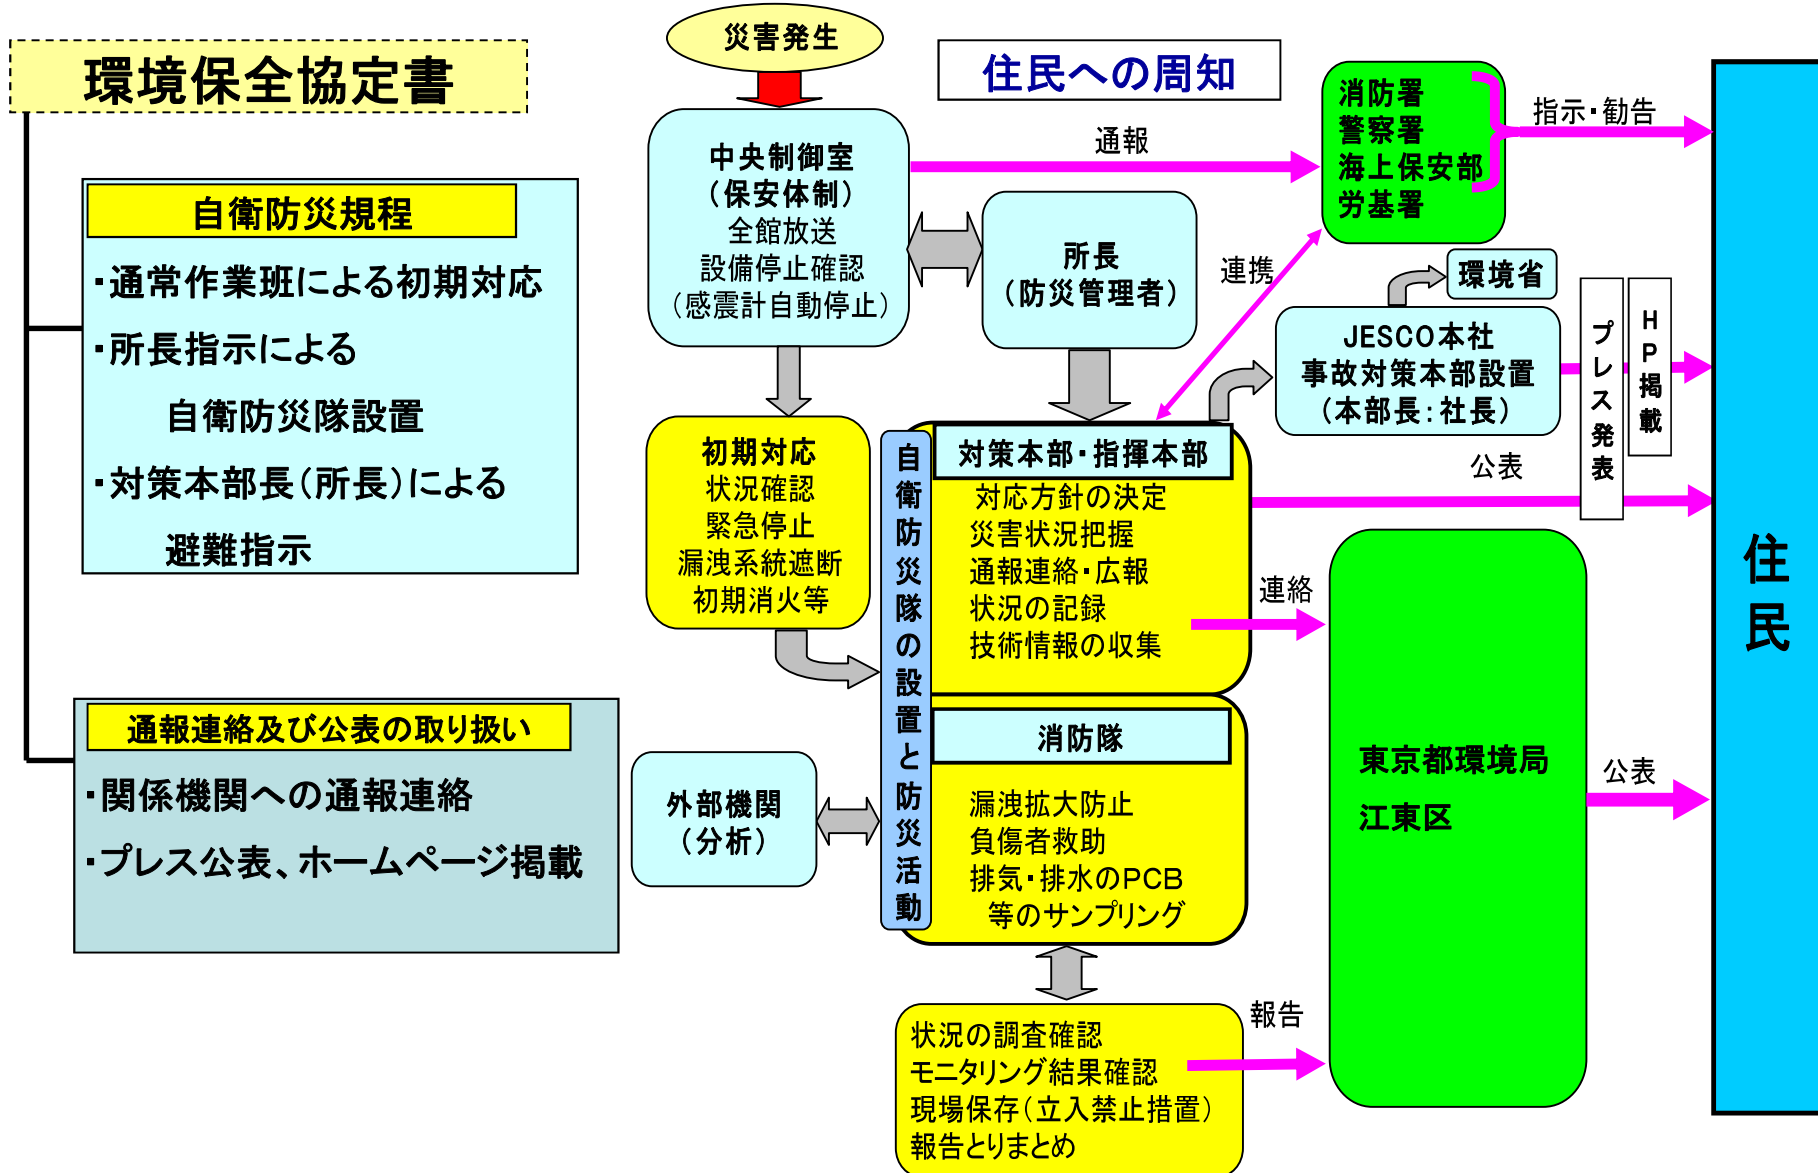 環境保全協定書
自衛防災規程
・通常作業班による初期対応
・所長指示による
自衛防災隊設置
・対策本部長(所長)による
避難指示
通報連絡及び公表の取り扱い
・関係機関への通報連絡
・プレス公表、ホームページ掲載
災害発生
住民への周知
中央制御室
(保安体制)
全館放送
設備停止確認
(感震計自動停止)
通報
所長
(防災管理者)
消防署
警察署
海上保安部
労基署
指示・勧告
連携
環境省
JESCO本社
事故対策本部設置
(本部長:社長)
プレス発表
HP掲載
初期対応
状況確認
緊急停止
漏洩系統遮断
初期消火等
自衛防災隊の設置と防災活動
対策本部・指揮本部
対応方針の決定
災害状況把握
通報連絡・広報
状況の記録
技術情報の収集
公表
連絡
消防隊
漏洩拡大防止
負傷者救助
排気・排水のPCB
等のサンプリング
外部機関
(分析)
状況の調査確認
モニタリング結果確認
現場保存(立入禁止措置)
報告とりまとめ
報告
東京都環境局
江東区
公表
住民